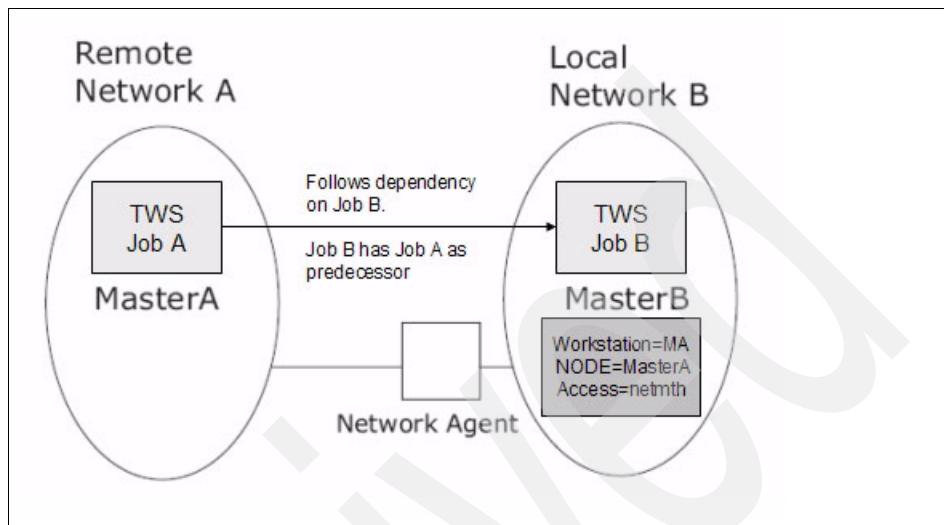 Remote
Network A
Local
Network B
TWS
Job A
MasterA
Follows dependency
on Job B.
Job B has Job A as
predecessor
TWS
Job B
MasterB
Workstation=MA
NODE=MasterA
Access=netmth
Network Agent